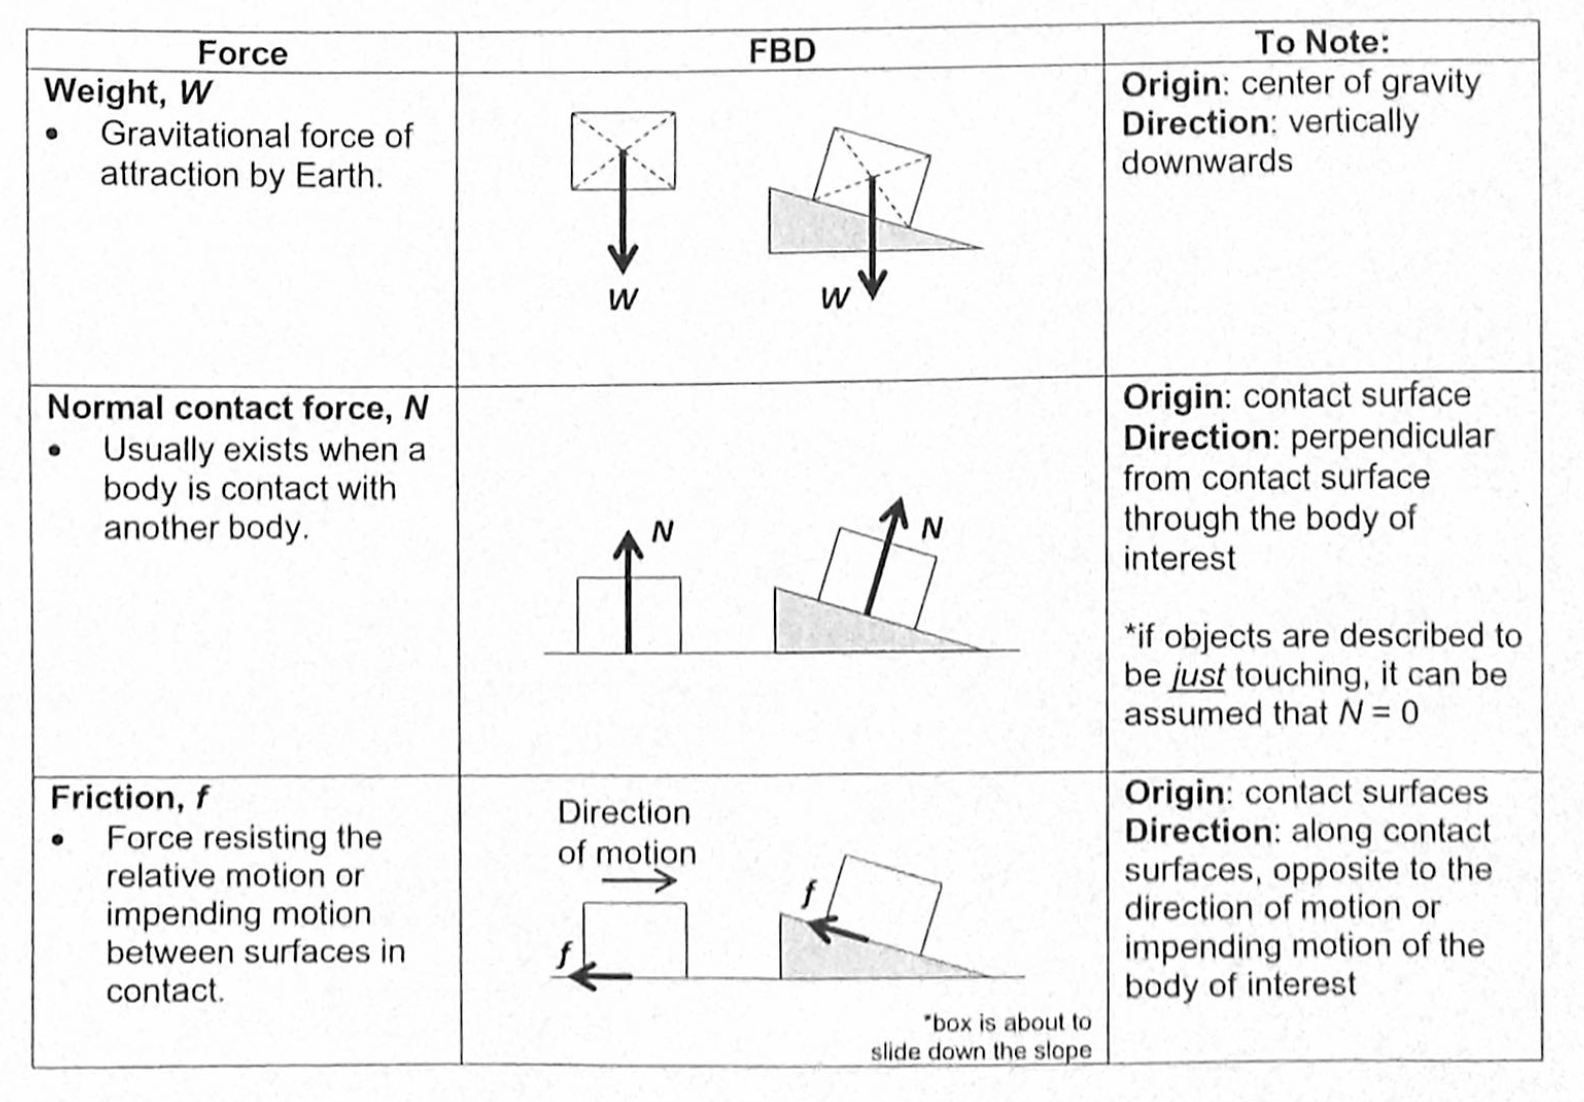 Force
FBD
To Note:
Weight, W
• Gravitational force of
attraction by Earth.
W
W
Origin: center of gravity
Direction: vertically
downwards
Normal contact force, N
• Usually exists when a
body is contact with
another body.
N
N
Origin: contact surface
Direction: perpendicular
from contact surface
through the body of
interest
*if objects are described to
be just touching, it can be
assumed that N = 0
Friction, f
• Force resisting the
relative motion or
impending motion
between surfaces in
contact.
Direction
of motion
f
f
*box is about to
slide down the slope
Origin: contact surfaces
Direction: along contact
surfaces, opposite to the
direction of motion or
impending motion of the
body of interest